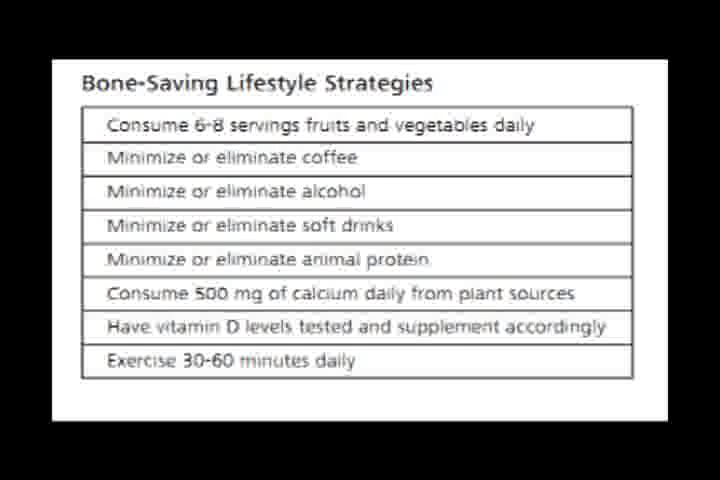 Bone-Saving Lifestyle Strategies
Consume 6-8 servings fruits and vegetables daily
Minimize or eliminate coffee
Minimize or eliminate alcohol
Minimize or eliminate soft drinks
Minimize or eliminate animal protein
Consume 500 mg of calcium daily from plant sources
Have vitamin D levels tested and supplement accordingly
Exercise 30-60 minutes daily